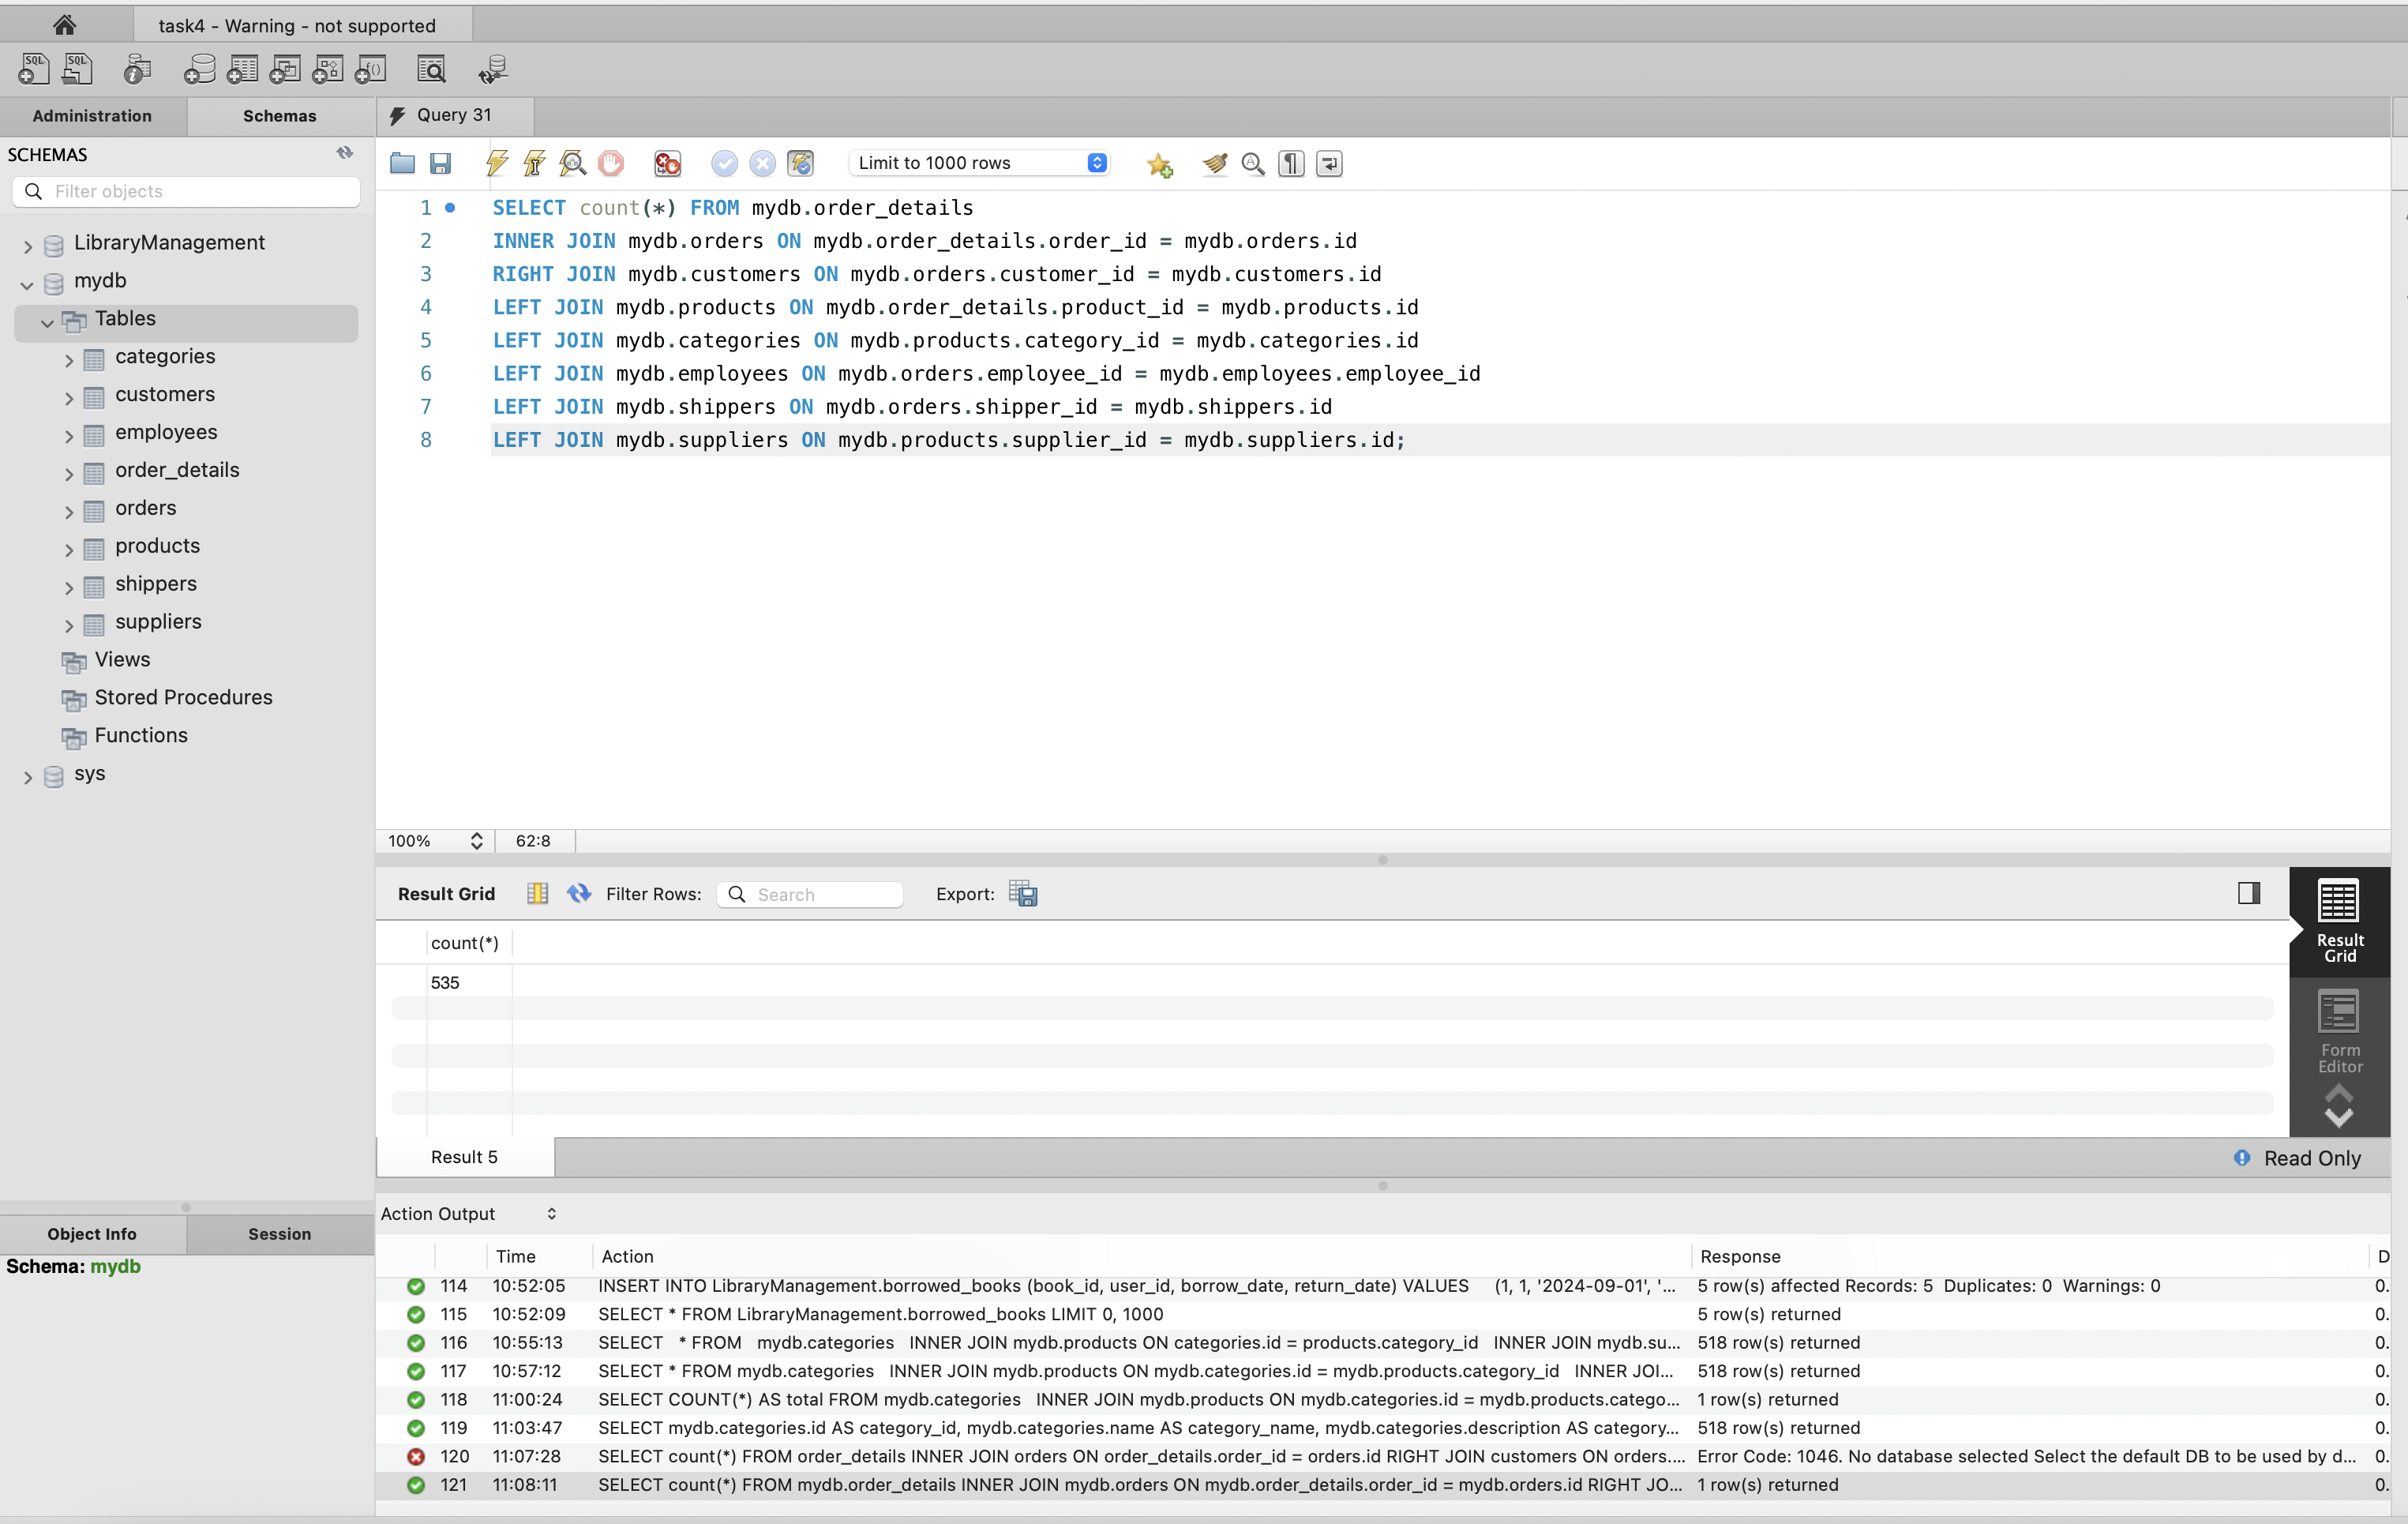 task4 - Warning - not supported
SQL SQL
Administration Schemas Query 31
SCHEMAS
Filter objects
Limit to 1000 rows
LibraryManagement
mydb
Tables
categories
customers
employees
order_details
orders
products
shippers
suppliers
Views
Stored Procedures
Functions
sys
1 SELECT count(*) FROM mydb.order_details
2 INNER JOIN mydb.orders ON mydb.order_details.order_id = mydb.orders.id
3 RIGHT JOIN mydb.customers ON mydb.orders.customer_id = mydb.customers.id
4 LEFT JOIN mydb.products ON mydb.order_details.product_id = mydb.products.id
5 LEFT JOIN mydb.categories ON mydb.products.category_id = mydb.categories.id
6 LEFT JOIN mydb.employees ON mydb.orders.employee_id = mydb.employees.employee_id
7 LEFT JOIN mydb.shippers ON mydb.orders.shipper_id = mydb.shippers.id
8 LEFT JOIN mydb.suppliers ON mydb.products.supplier_id = mydb.suppliers.id;
100% 62:8
Result Grid Filter Rows: Search Export:
count(*)
535
Result
Grid
Form
Editor
Result 5 Read Only
Object Info Session
Schema: mydb
Action Output
Time Action Response D
114 10:52:05 INSERT INTO LibraryManagement.borrowed_books (book_id, user_id, borrow_date, return_date) VALUES (1, 1, '2024-09-01', '... 5 row(s) affected Records: 5 Duplicates: 0 Warnings: 0 0.
115 10:52:09 SELECT * FROM LibraryManagement.borrowed_books LIMIT 0, 1000 5 row(s) returned 0.
116 10:55:13 SELECT * FROM mydb.categories INNER JOIN mydb.products ON categories.id = products.category_id INNER JOIN mydb.su... 518 row(s) returned 0.
117 10:57:12 SELECT * FROM mydb.categories INNER JOIN mydb.products ON mydb.categories.id = mydb.products.category_id INNER JOI... 518 row(s) returned 0.
118 11:00:24 SELECT COUNT(*) AS total FROM mydb.categories INNER JOIN mydb.products ON mydb.categories.id = mydb.products.catego... 1 row(s) returned 0.
119 11:03:47 SELECT mydb.categories.id AS category_id, mydb.categories.name AS category_name, mydb.categories.description AS category... 518 row(s) returned 0.
120 11:07:28 SELECT count(*) FROM order_details INNER JOIN orders ON order_details.order_id = orders.id RIGHT JOIN customers ON orders.... Error Code: 1046. No database selected Select the default DB to be used by d... 0.
121 11:08:11 SELECT count(*) FROM mydb.order_details INNER JOIN mydb.orders ON mydb.order_details.order_id = mydb.orders.id RIGHT JO... 1 row(s) returned 0.